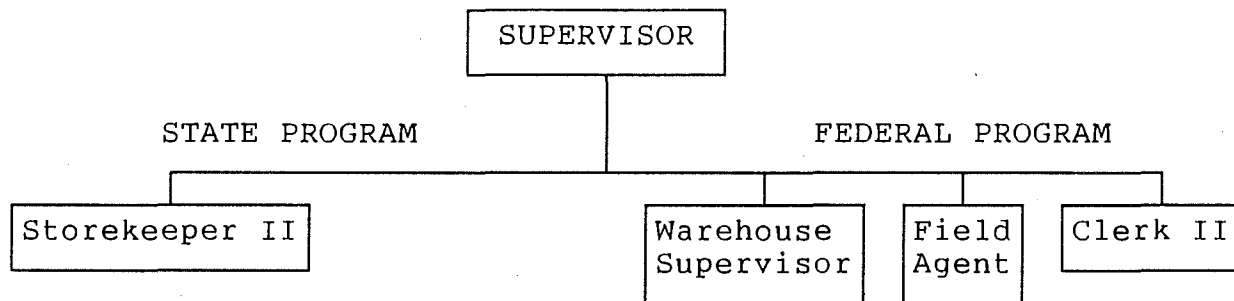 SUPERVISOR
STATE PROGRAM
FEDERAL PROGRAM
Storekeeper II
Warehouse
Supervisor
Field
Agent
Clerk II